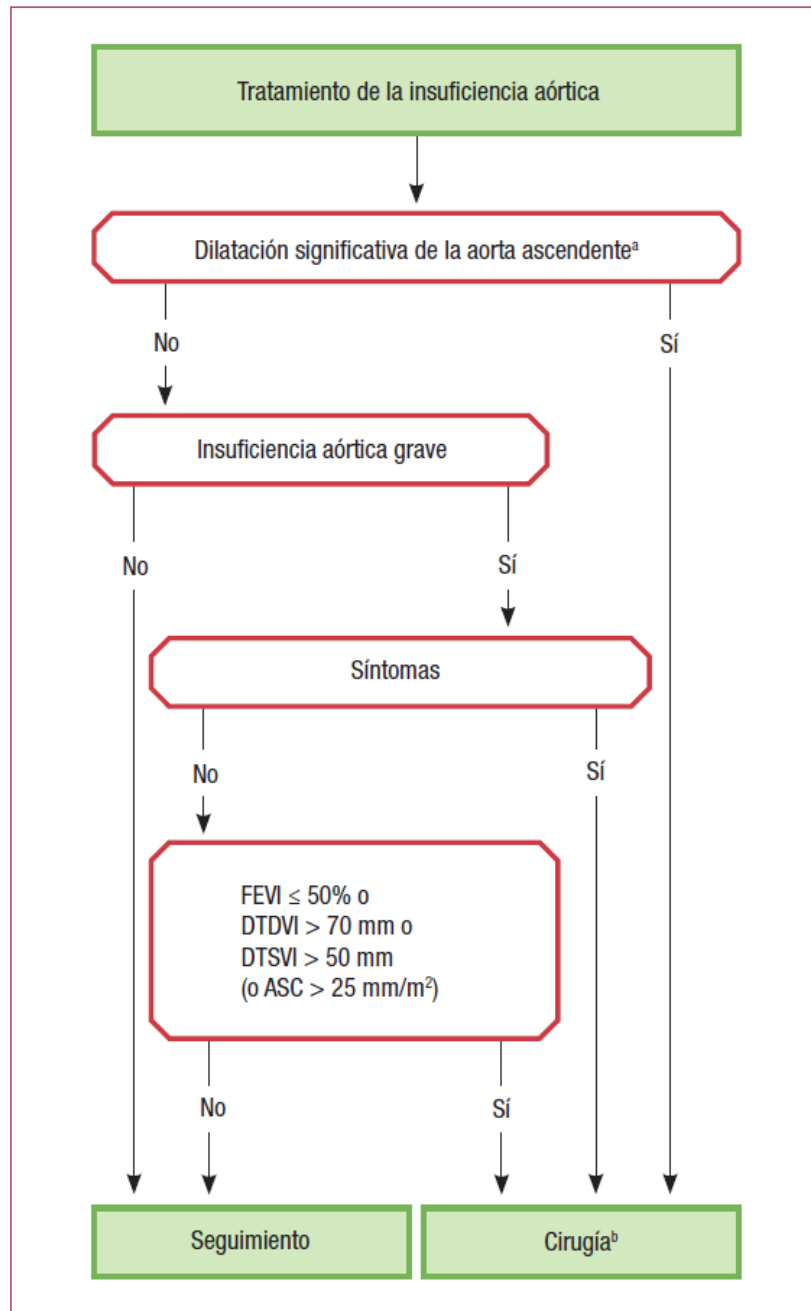 Tratamiento de la insuficiencia aórtica
Dilatación significativa de la aorta ascendenteᵃ
No
Sí
Insuficiencia aórtica grave
No
Sí
Síntomas
No
Sí
FEVI ≤ 50% o
DTDVI > 70 mm o
DTSVI > 50 mm
(o ASC > 25 mm/m²)
No
Sí
Seguimiento
Cirugíaᵇ